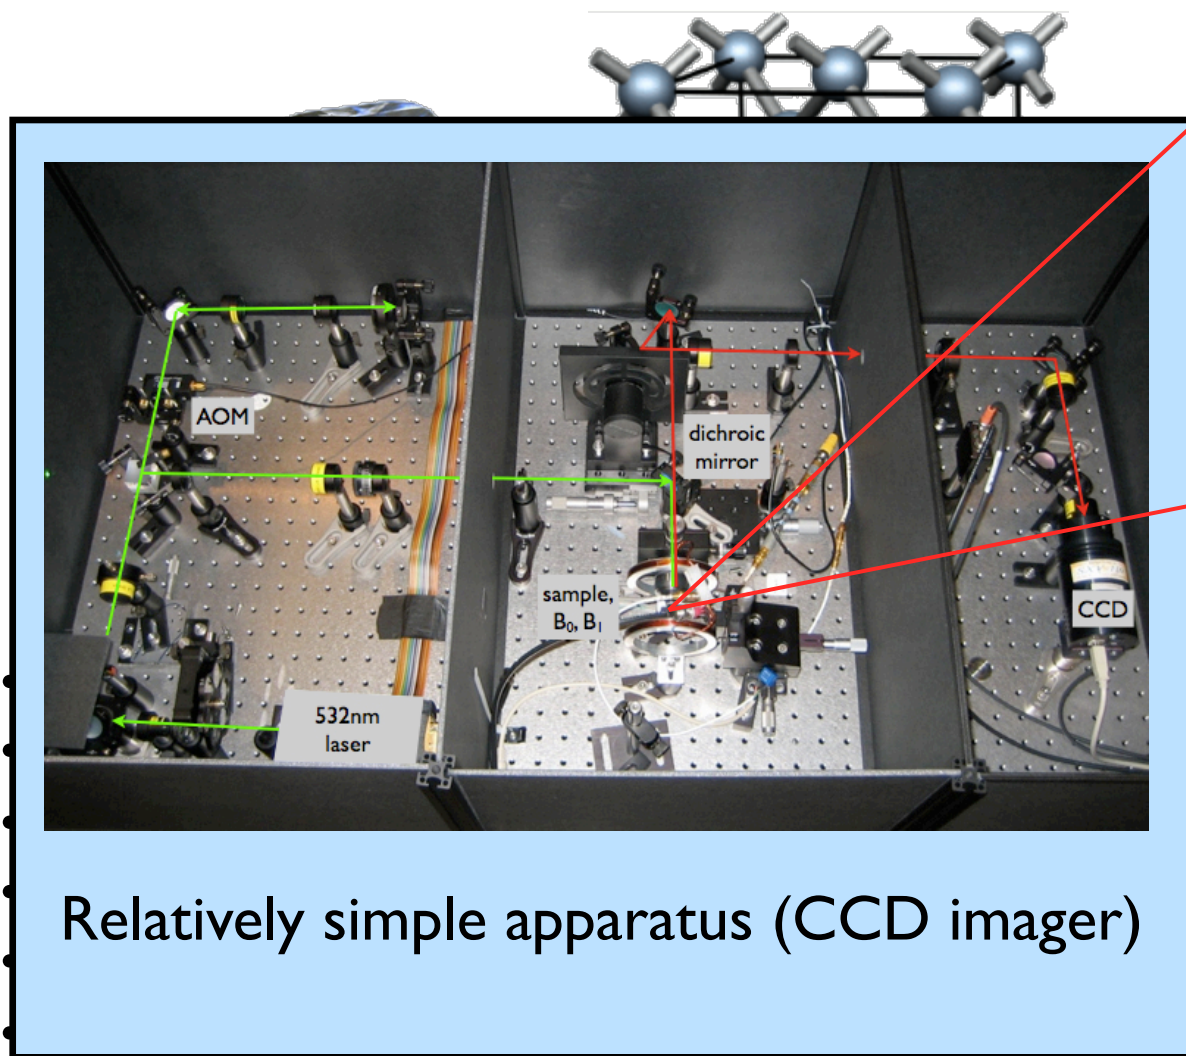 AOM
dichroic
mirror
sample,
B₀, B₁
CCD
532nm
laser
Relatively simple apparatus (CCD imager)